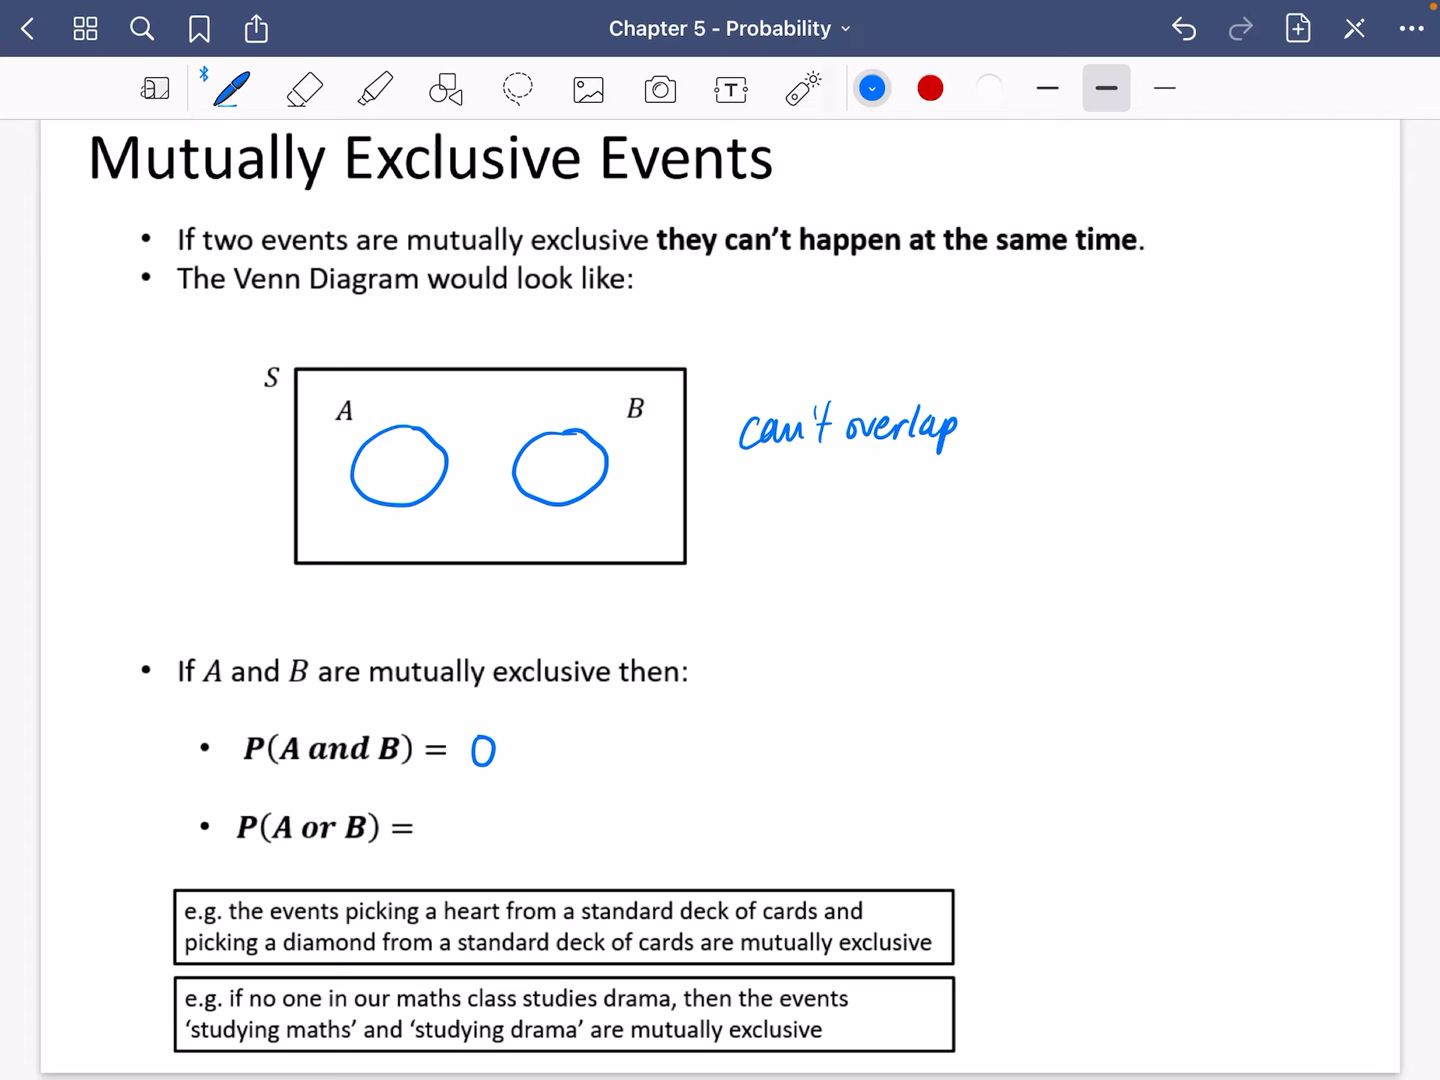 Chapter 5 - Probability
Mutually Exclusive Events
• If two events are mutually exclusive they can't happen at the same time.
• The Venn Diagram would look like:
S
A
B
can't overlap
• If A and B are mutually exclusive then:
• P(A and B) = 0
• P(A or B) =
e.g. the events picking a heart from a standard deck of cards and
picking a diamond from a standard deck of cards are mutually exclusive
e.g. if no one in our maths class studies drama, then the events
‘studying maths’ and ‘studying drama’ are mutually exclusive